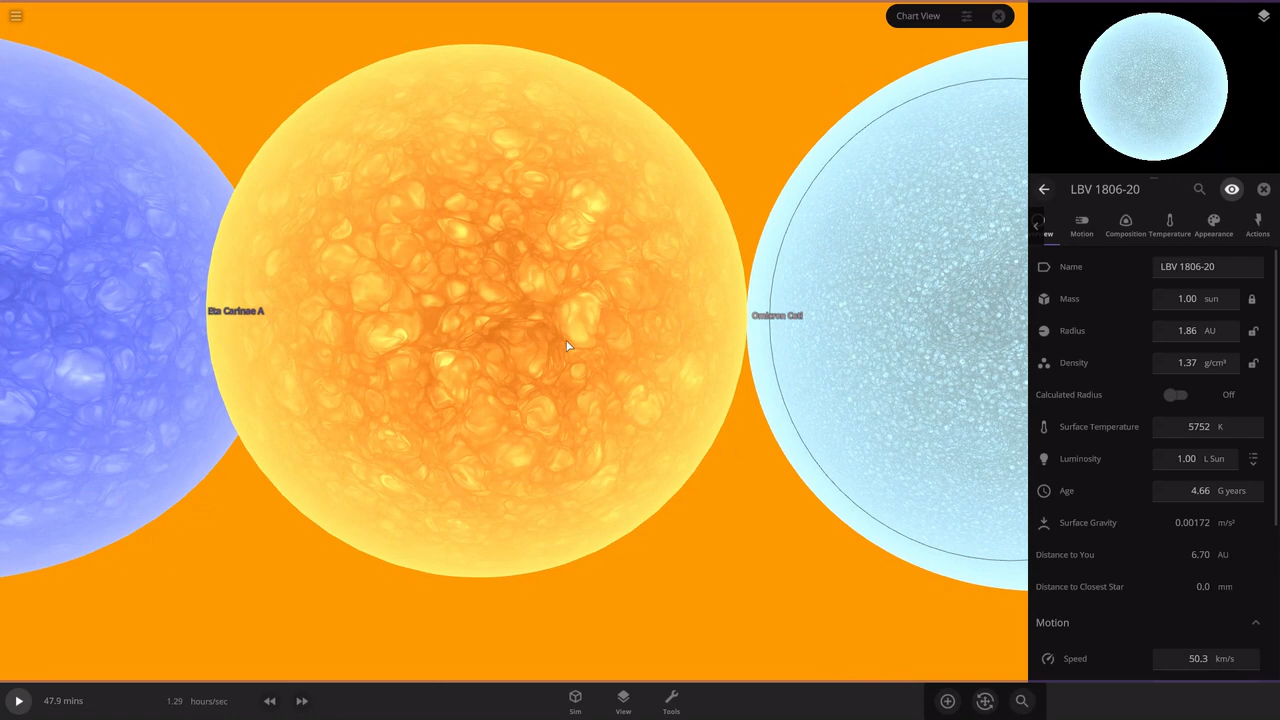 Chart View
Eta Carinae A
Omicron Ceti
LBV 1806-20
Motion
Composition
Temperature
Appearance
Actions
Name LBV 1806-20
Mass 1.00 sun
Radius 1.86 AU
Density 1.37 g/cm³
Calculated Radius Off
Surface Temperature 5752 K
Luminosity 1.00 L Sun
Age 4.66 G years
Surface Gravity 0.00172 m/s²
Distance to You 6.70 AU
Distance to Closest Star 0.0 mm
Motion
Speed 50.3 km/s
47.9 mins
1.29 hours/sec
Sim
View
Tools